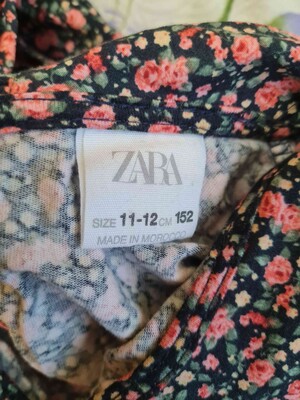 ZARA
SIZE 11-12 CM 152
MADE IN MOROCCO